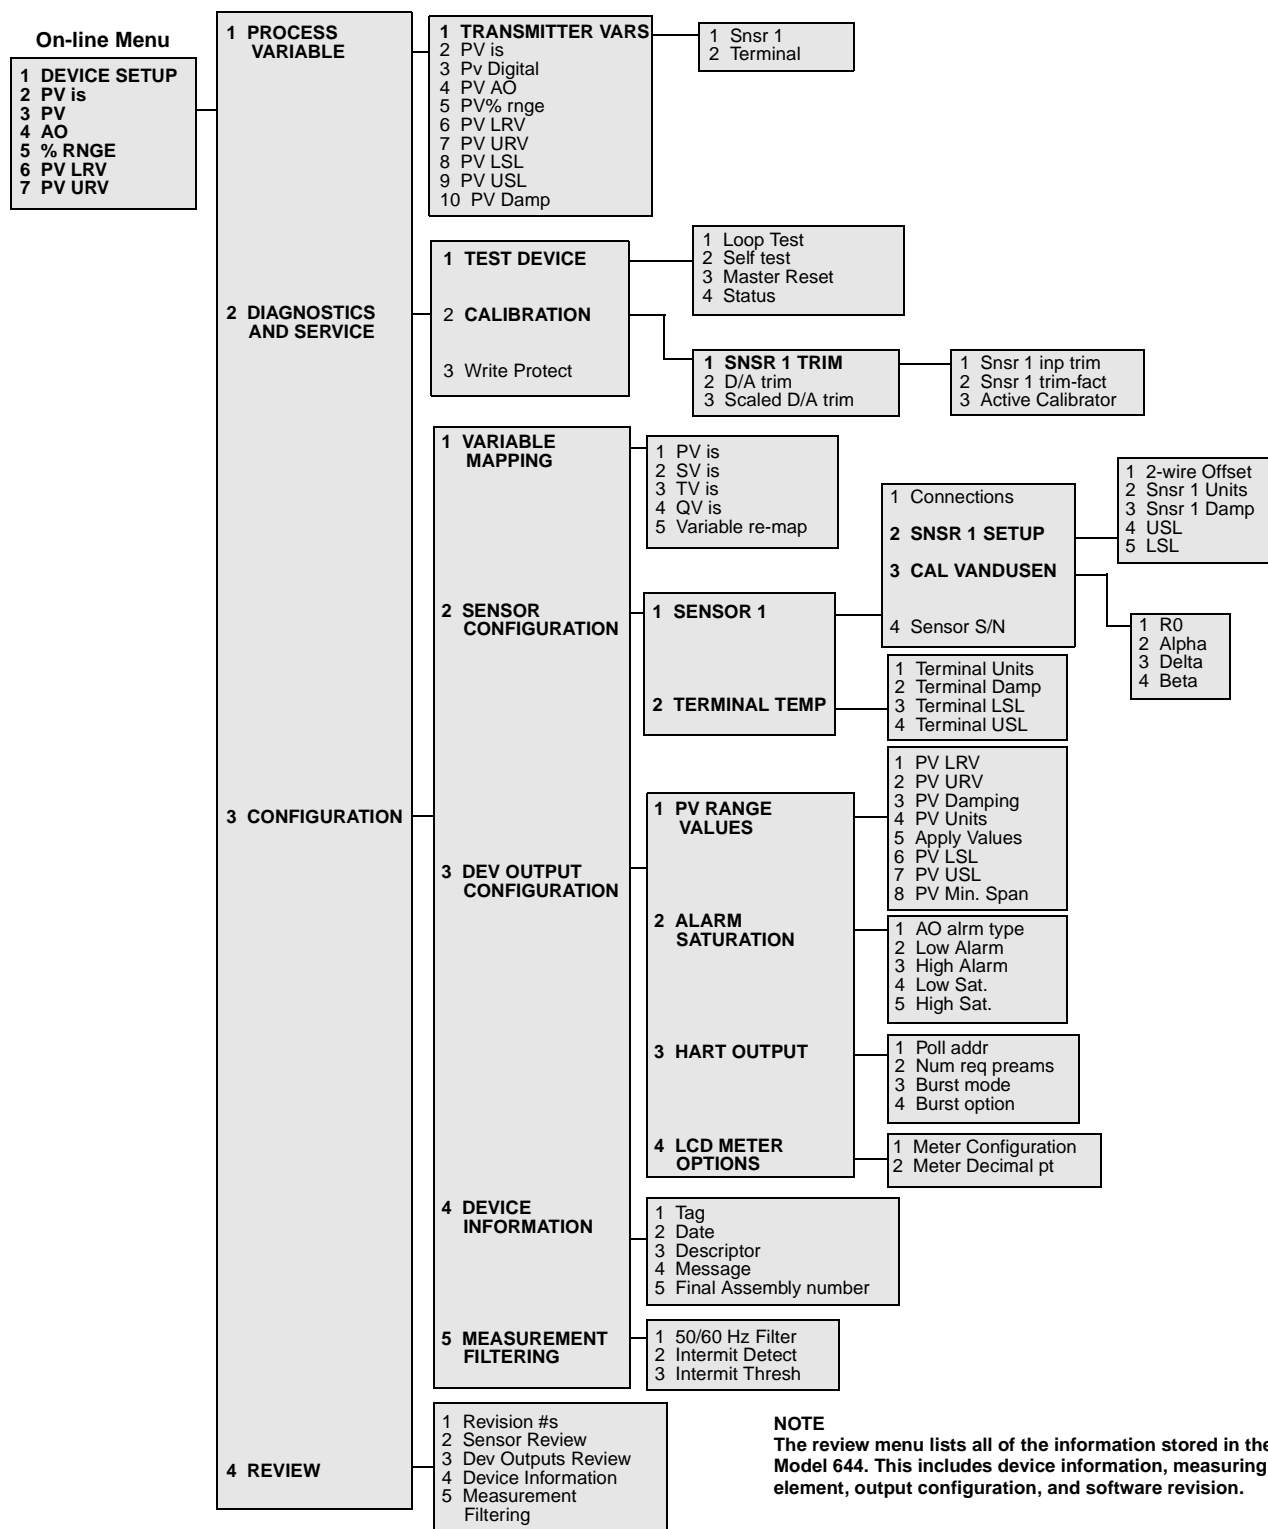 On-line Menu
1 DEVICE SETUP
2 PV is
3 PV
4 AO
5 % RNGE
6 PV LRV
7 PV URV
1 PROCESS
VARIABLE
2 DIAGNOSTICS
AND SERVICE
3 CONFIGURATION
4 REVIEW
1 TRANSMITTER VARS
2 PV is
3 Pv Digital
4 PV AO
5 PV% rnge
6 PV LRV
7 PV URV
8 PV LSL
9 PV USL
10 PV Damp
1 Snsr 1
2 Terminal
1 TEST DEVICE
2 CALIBRATION
3 Write Protect
1 Loop Test
2 Self test
3 Master Reset
4 Status
1 SNSR 1 TRIM
2 D/A trim
3 Scaled D/A trim
1 Snsr 1 inp trim
2 Snsr 1 trim-fact
3 Active Calibrator
1 VARIABLE
MAPPING
2 SENSOR
CONFIGURATION
3 DEV OUTPUT
CONFIGURATION
4 DEVICE
INFORMATION
5 MEASUREMENT
FILTERING
1 PV is
2 SV is
3 TV is
4 QV is
5 Variable re-map
1 SENSOR 1
2 TERMINAL TEMP
1 Connections
2 SNSR 1 SETUP
3 CAL VANDUSEN
4 Sensor S/N
1 2-wire Offset
2 Snsr 1 Units
3 Snsr 1 Damp
4 USL
5 LSL
1 R0
2 Alpha
3 Delta
4 Beta
1 Terminal Units
2 Terminal Damp
3 Terminal LSL
4 Terminal USL
1 PV RANGE
VALUES
2 ALARM
SATURATION
3 HART OUTPUT
4 LCD METER
OPTIONS
1 PV LRV
2 PV URV
3 PV Damping
4 PV Units
5 Apply Values
6 PV LSL
7 PV USL
8 PV Min. Span
1 AO alrm type
2 Low Alarm
3 High Alarm
4 Low Sat.
5 High Sat.
1 Poll addr
2 Num req preams
3 Burst mode
4 Burst option
1 Meter Configuration
2 Meter Decimal pt
1 Tag
2 Date
3 Descriptor
4 Message
5 Final Assembly number
1 50/60 Hz Filter
2 Intermit Detect
3 Intermit Thresh
1 Revision #s
2 Sensor Review
3 Dev Outputs Review
4 Device Information
5 Measurement
Filtering
NOTE
The review menu lists all of the information stored in the
Model 644. This includes device information, measuring
element, output configuration, and software revision.